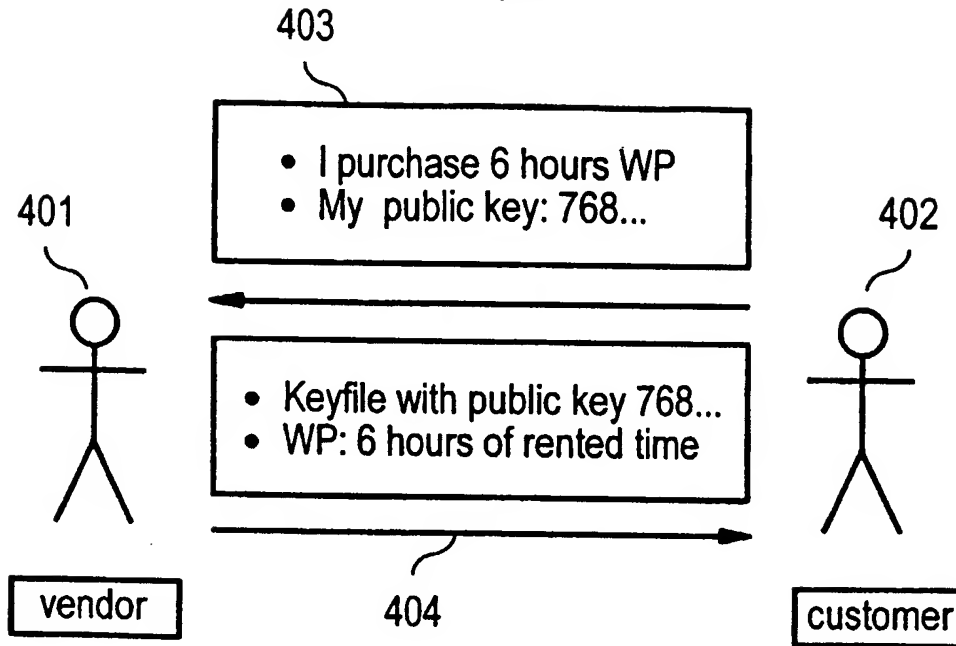 403
• I purchase 6 hours WP
• My public key: 768...
401
402
• Keyfile with public key 768...
• WP: 6 hours of rented time
vendor
404
customer